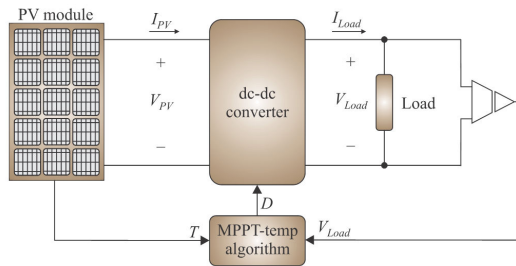 PV module
I_PV
I_Load
+
+
dc-dc
converter
V_PV
V_Load
Load
−
−
D
MPPT-temp
algorithm
T
V_Load